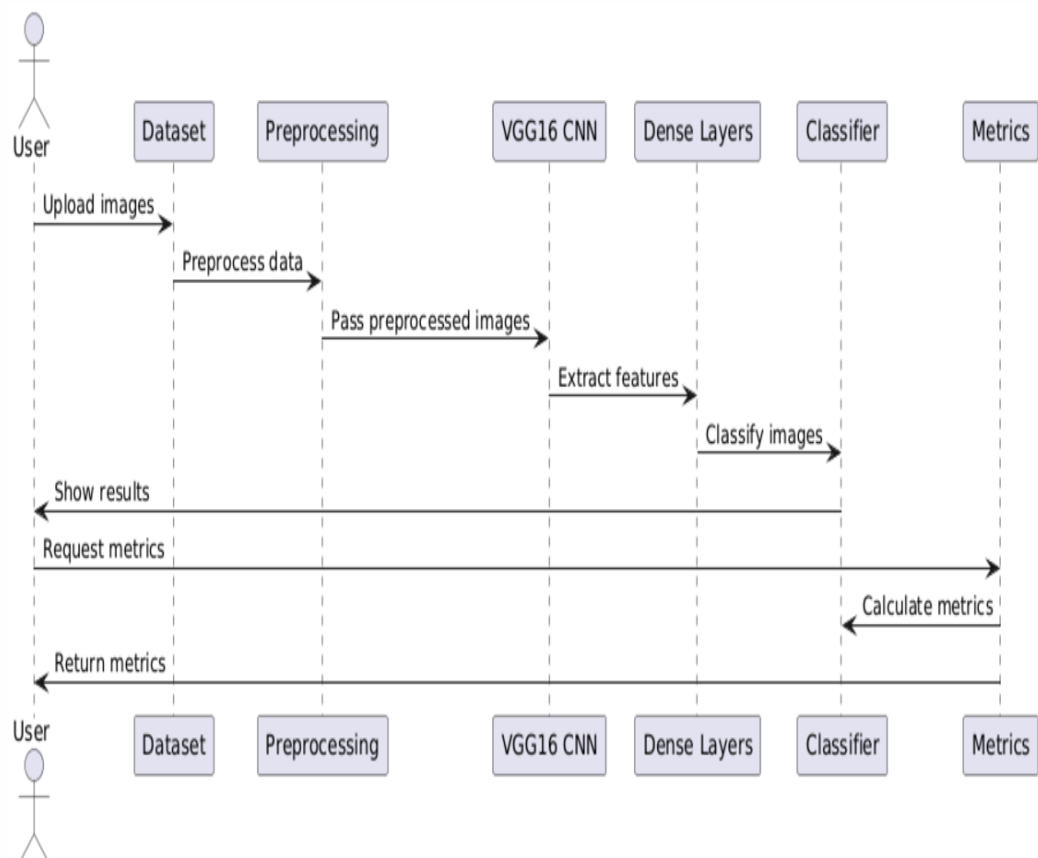 User
Dataset
Preprocessing
VGG16 CNN
Dense Layers
Classifier
Metrics
Upload images
Preprocess data
Pass preprocessed images
Extract features
Classify images
Show results
Request metrics
Calculate metrics
Return metrics
User
Dataset
Preprocessing
VGG16 CNN
Dense Layers
Classifier
Metrics